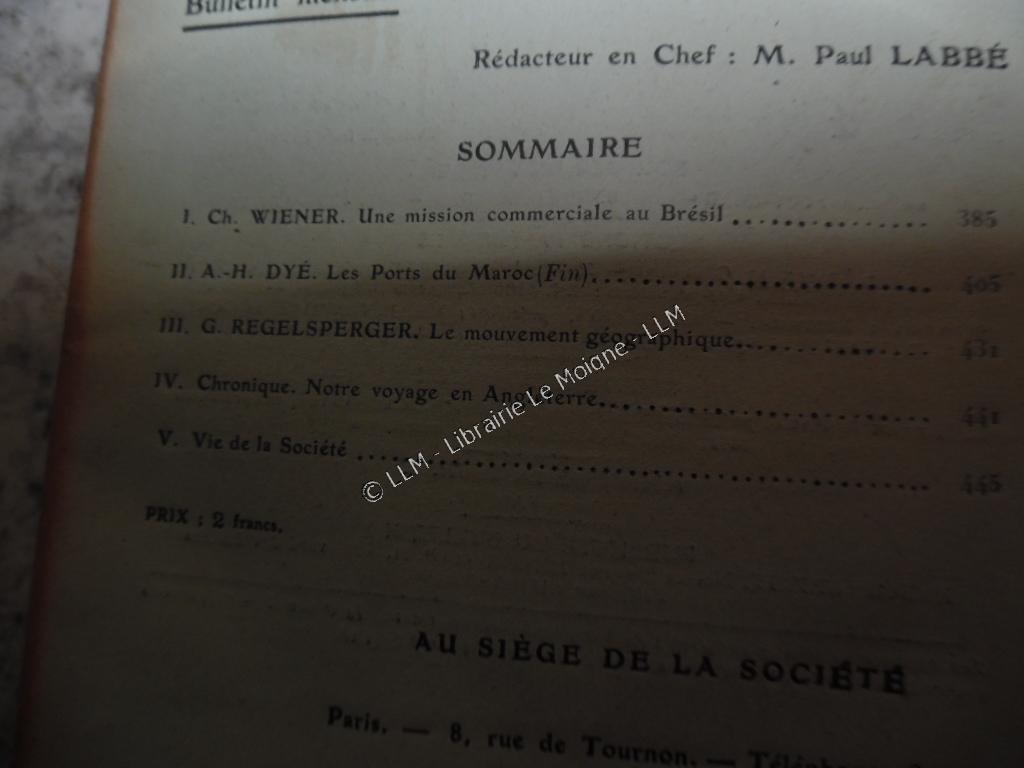 Bulletin
Rédacteur en Chef : M. Paul LABBÉ
SOMMAIRE
I. Ch. WIENER. Une mission commerciale au Brésil .............. 385
II. A.-H. DYÉ. Les Ports du Maroc (Fin).............................. 405
III. G. REGELSPERGER. Le mouvement géographique................ 431
IV. Chronique. Notre voyage en Angleterre........................... 441
V. Vie de la Société ................................................ 445
PRIX : 2 francs.
AU SIÈGE DE LA SOCIÉTÉ
Paris. — 8, rue de Tournon. —
© LLM - Librairie Le Moigne - LLM